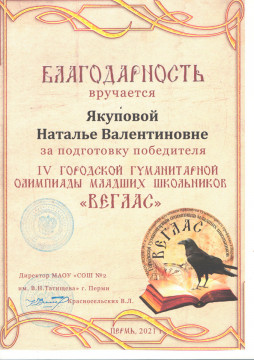 БЛАГОДАРНОСТЬ
вручается
Якуповой
Наталье Валентиновне
за подготовку победителя
IV ГОРОДСКОЙ ГУМАНИТАРНОЙ
ОЛИМПИАДЫ МЛАДШИХ ШКОЛЬНИКОВ
«ВЕГЛАС»
ВЕГЛАС
Директор МАОУ «СОШ №2
им. В.Н.Татищева» г. Перми
Красносельских В.Л.
ПЕРМЬ, 2021 г.